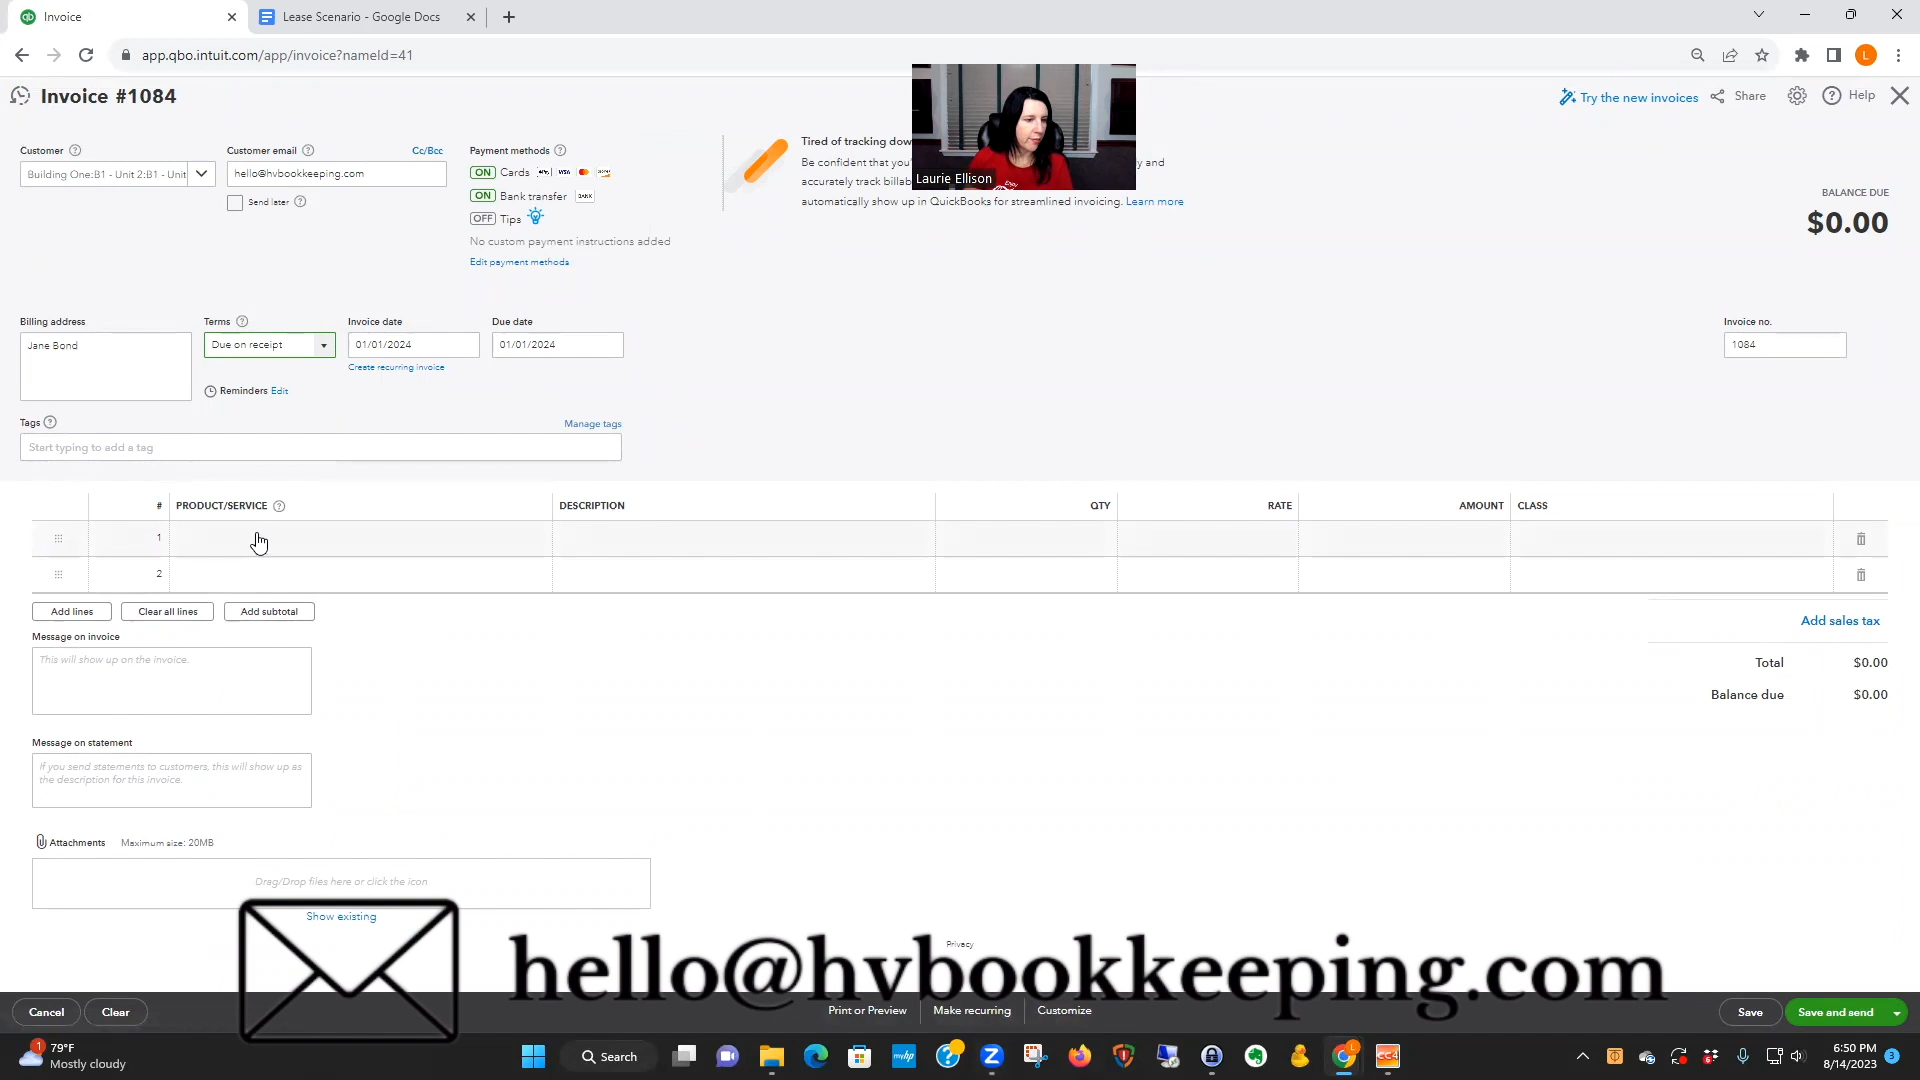 Invoice
Lease Scenario - Google Docs
app.qbo.intuit.com/app/invoice?nameId=41
L
Invoice #1084
Try the new invoices
Share
Help
Customer
Customer email
Cc/Bcc
Payment methods
Building One:B1 - Unit 2:B1 - Unit
hello@hvbookkeeping.com
Send later
ON Cards
VISA
ON Bank transfer
BANK
OFF Tips
No custom payment instructions added
Edit payment methods
Tired of tracking dow
Be confident that you'
y and
accurately track billab
automatically show up in QuickBooks for streamlined invoicing. Learn more
Laurie Ellison
BALANCE DUE
$0.00
Billing address
Terms
Invoice date
Due date
Invoice no.
Jane Bond
Due on receipt
01/01/2024
01/01/2024
1084
Create recurring invoice
Reminders Edit
Tags
Manage tags
Start typing to add a tag
# PRODUCT/SERVICE DESCRIPTION QTY RATE AMOUNT CLASS
1
2
Add lines
Clear all lines
Add subtotal
Add sales tax
Message on invoice
This will show up on the invoice.
Total $0.00
Balance due $0.00
Message on statement
If you send statements to customers, this will show up as
the description for this invoice.
Attachments Maximum size: 20MB
Drag/Drop files here or click the icon
Show existing
Privacy
hello@hvbookkeeping.com
Cancel
Clear
Print or Preview
Make recurring
Customize
Save
Save and send
1
79°F
Mostly cloudy
Search
myhp
L
CC4
6:50 PM
8/14/2023
3